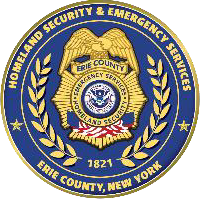 HOMELAND SECURITY & EMERGENCY SERVICES
ERIE COUNTY
EMERGENCY SERVICES
HOMELAND SECURITY
1821
ERIE COUNTY, NEW YORK